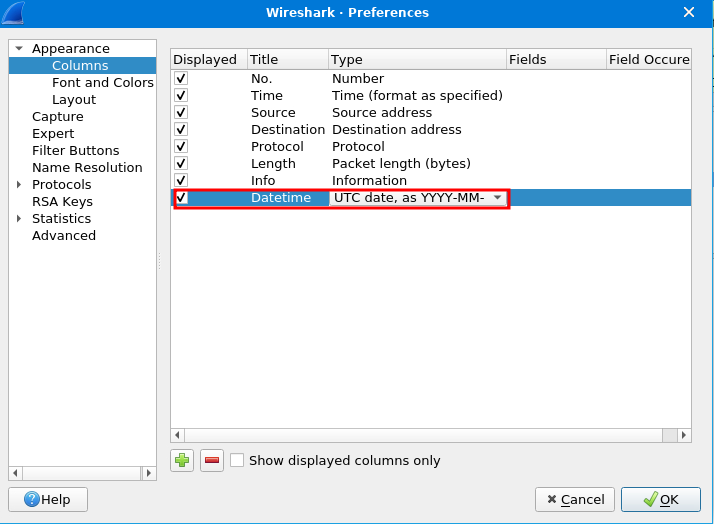 Wireshark · Preferences
Appearance
Columns
Font and Colors
Layout
Capture
Expert
Filter Buttons
Name Resolution
Protocols
RSA Keys
Statistics
Advanced
Displayed Title Type Fields Field Occure
No. Number
Time Time (format as specified)
Source Source address
Destination Destination address
Protocol Protocol
Length Packet length (bytes)
Info Information
Datetime UTC date, as YYYY-MM-
Show displayed columns only
Help
Cancel
OK